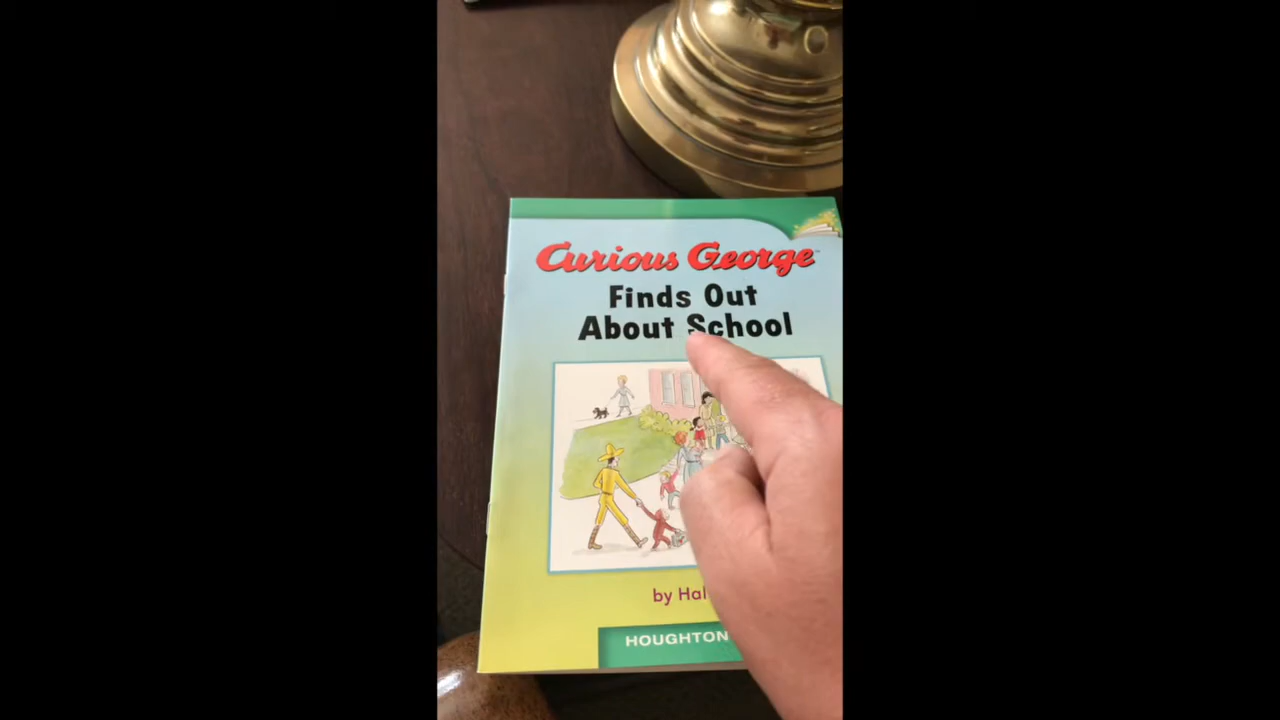 Curious George
Finds Out
About School
by Hal
HOUGHTON